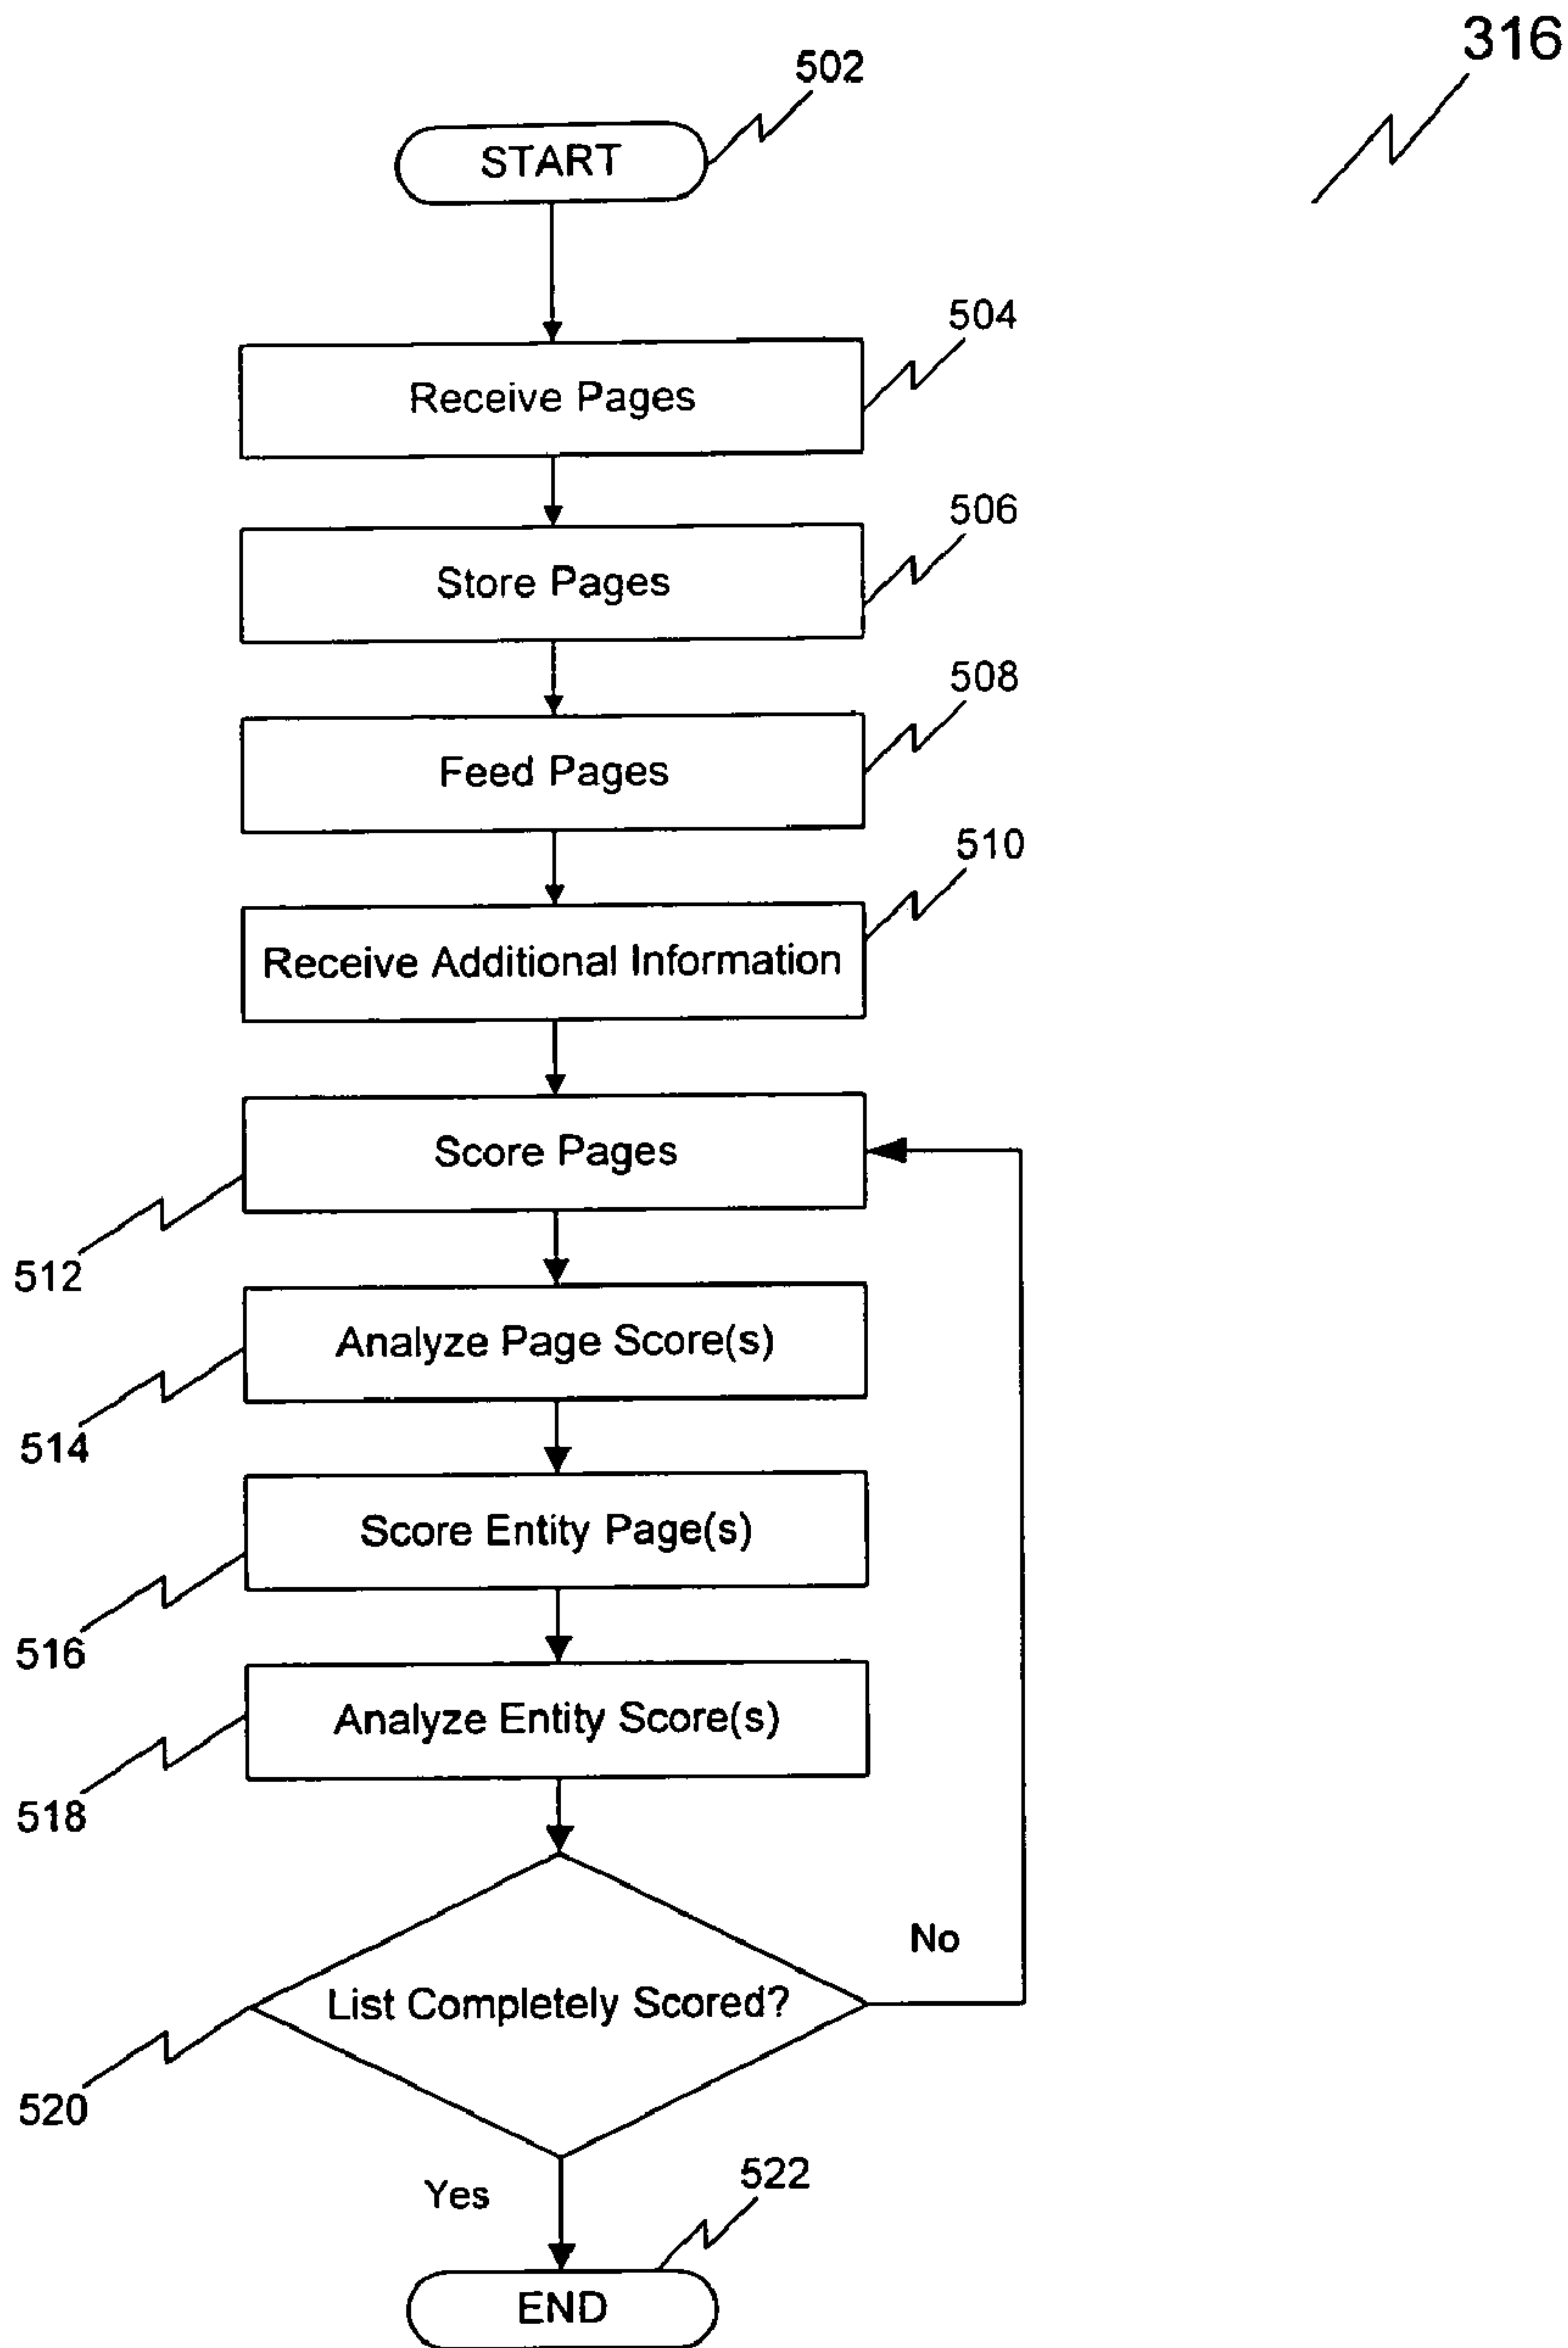 316
502
START
504
Receive Pages
506
Store Pages
508
Feed Pages
510
Receive Additional Information
Score Pages
512
Analyze Page Score(s)
514
Score Entity Page(s)
516
Analyze Entity Score(s)
518
No
List Completely Scored?
520
Yes
522
END